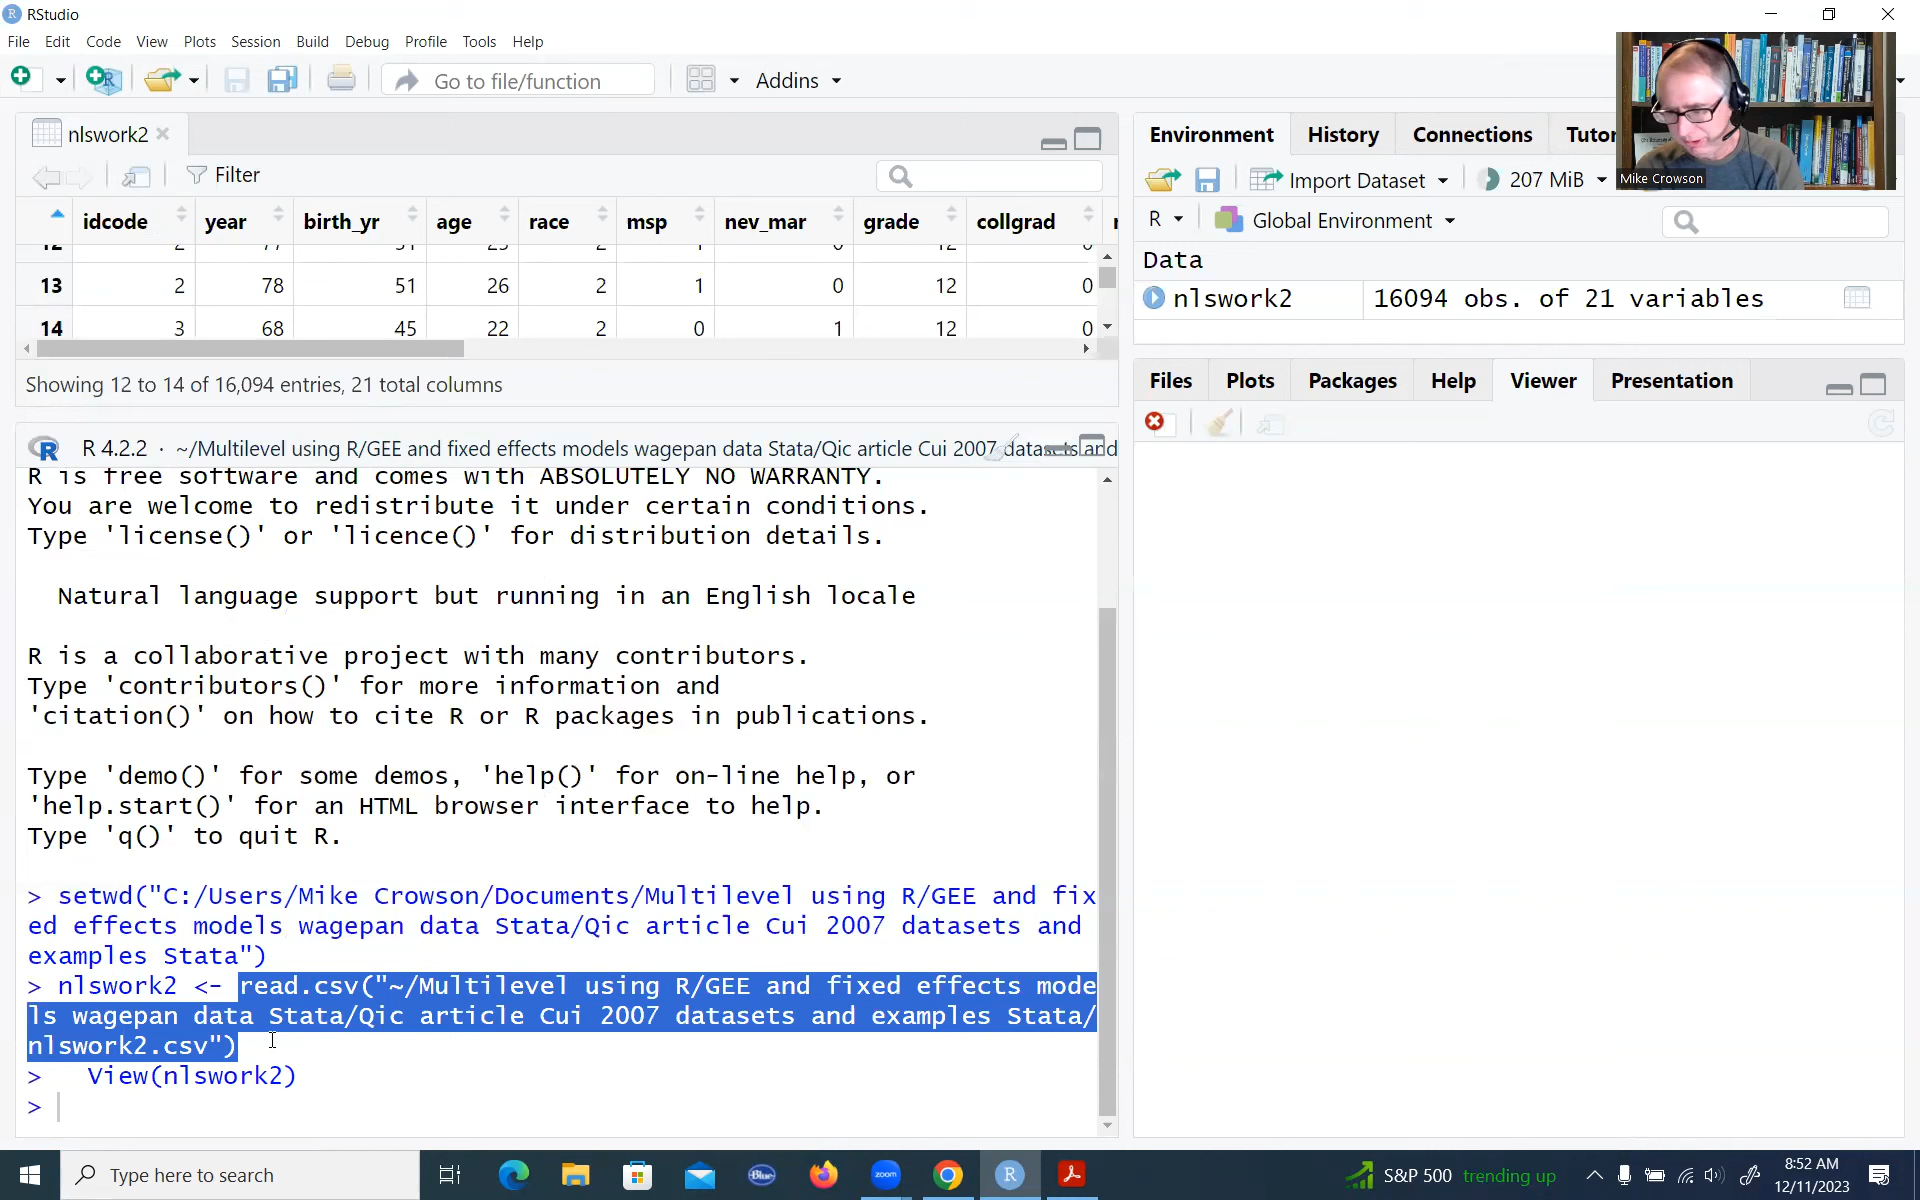 RStudio
File Edit Code View Plots Session Build Debug Profile Tools Help
Go to file/function Addins
nlswork2
Filter
idcode year birth_yr age race msp nev_mar grade collgrad
13 2 78 51 26 2 1 0 12 0
14 3 68 45 22 2 0 1 12 0
Showing 12 to 14 of 16,094 entries, 21 total columns
R 4.2.2 · ~/Multilevel using R/GEE and fixed effects models wagepan data Stata/Qic article Cui 2007 datasets and
R is free software and comes with ABSOLUTELY NO WARRANTY.
You are welcome to redistribute it under certain conditions.
Type 'license()' or 'licence()' for distribution details.
Natural language support but running in an English locale
R is a collaborative project with many contributors.
Type 'contributors()' for more information and
'citation()' on how to cite R or R packages in publications.
Type 'demo()' for some demos, 'help()' for on-line help, or
'help.start()' for an HTML browser interface to help.
Type 'q()' to quit R.
> setwd("C:/Users/Mike Crowson/Documents/Multilevel using R/GEE and fix
ed effects models wagepan data Stata/Qic article Cui 2007 datasets and
examples Stata")
> nlswork2 <- read.csv("~/Multilevel using R/GEE and fixed effects mode
ls wagepan data Stata/Qic article Cui 2007 datasets and examples Stata/
nlswork2.csv")
> View(nlswork2)
>
Environment History Connections Tutor
Import Dataset 207 MiB
R Global Environment
Data
nlswork2 16094 obs. of 21 variables
Files Plots Packages Help Viewer Presentation
Mike Crowson
Type here to search
Blue
zoom
R
S&P 500 trending up
8:52 AM
12/11/2023